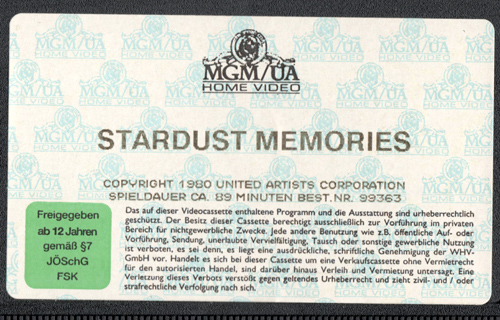 MGM/UA
HOME VIDEO
STARDUST MEMORIES
COPYRIGHT 1980 UNITED ARTISTS CORPORATION
SPIELDAUER CA. 89 MINUTEN BEST. NR. 99363
Freigegeben
ab 12 Jahren
gemäß §7
JÖSchG
FSK
Das auf dieser Videocassette enthaltene Programm und die Ausstattung sind urheberrechtlich
geschützt. Der Besitz dieser Cassette berechtigt ausschließlich zur Vorführung im privaten
Bereich für nichtgewerbliche Zwecke. Jede andere Benutzung wie z.B. öffentliche Auf- oder
Vorführung, Sendung, unerlaubte Vervielfältigung, Tausch oder sonstige gewerbliche Nutzung
ist verboten, es sei denn, es liegt eine ausdrückliche, schriftliche Genehmigung der WHV-
GmbH vor. Handelt es sich bei dieser Cassette um eine Verkaufscassette ohne Vermietrecht
für den autorisierten Handel, sind darüber hinaus Verleih und Vermietung untersagt. Eine
Verletzung dieses Verbots verstößt gegen geltendes Urheberrecht und zieht zivil- und / oder
strafrechtliche Verfolgung nach sich.